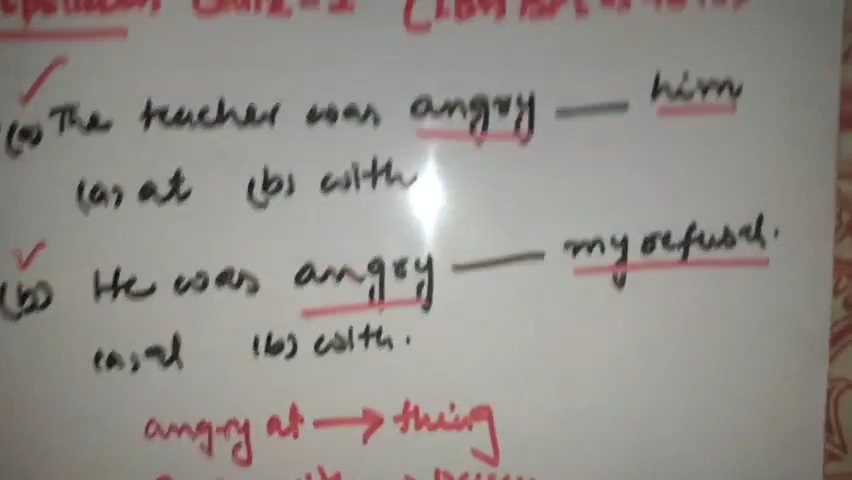 (a) The teacher was angry — him
(a) at (b) with
(b) He was angry — my refusal.
(a) at (b) with.
angry at → thing